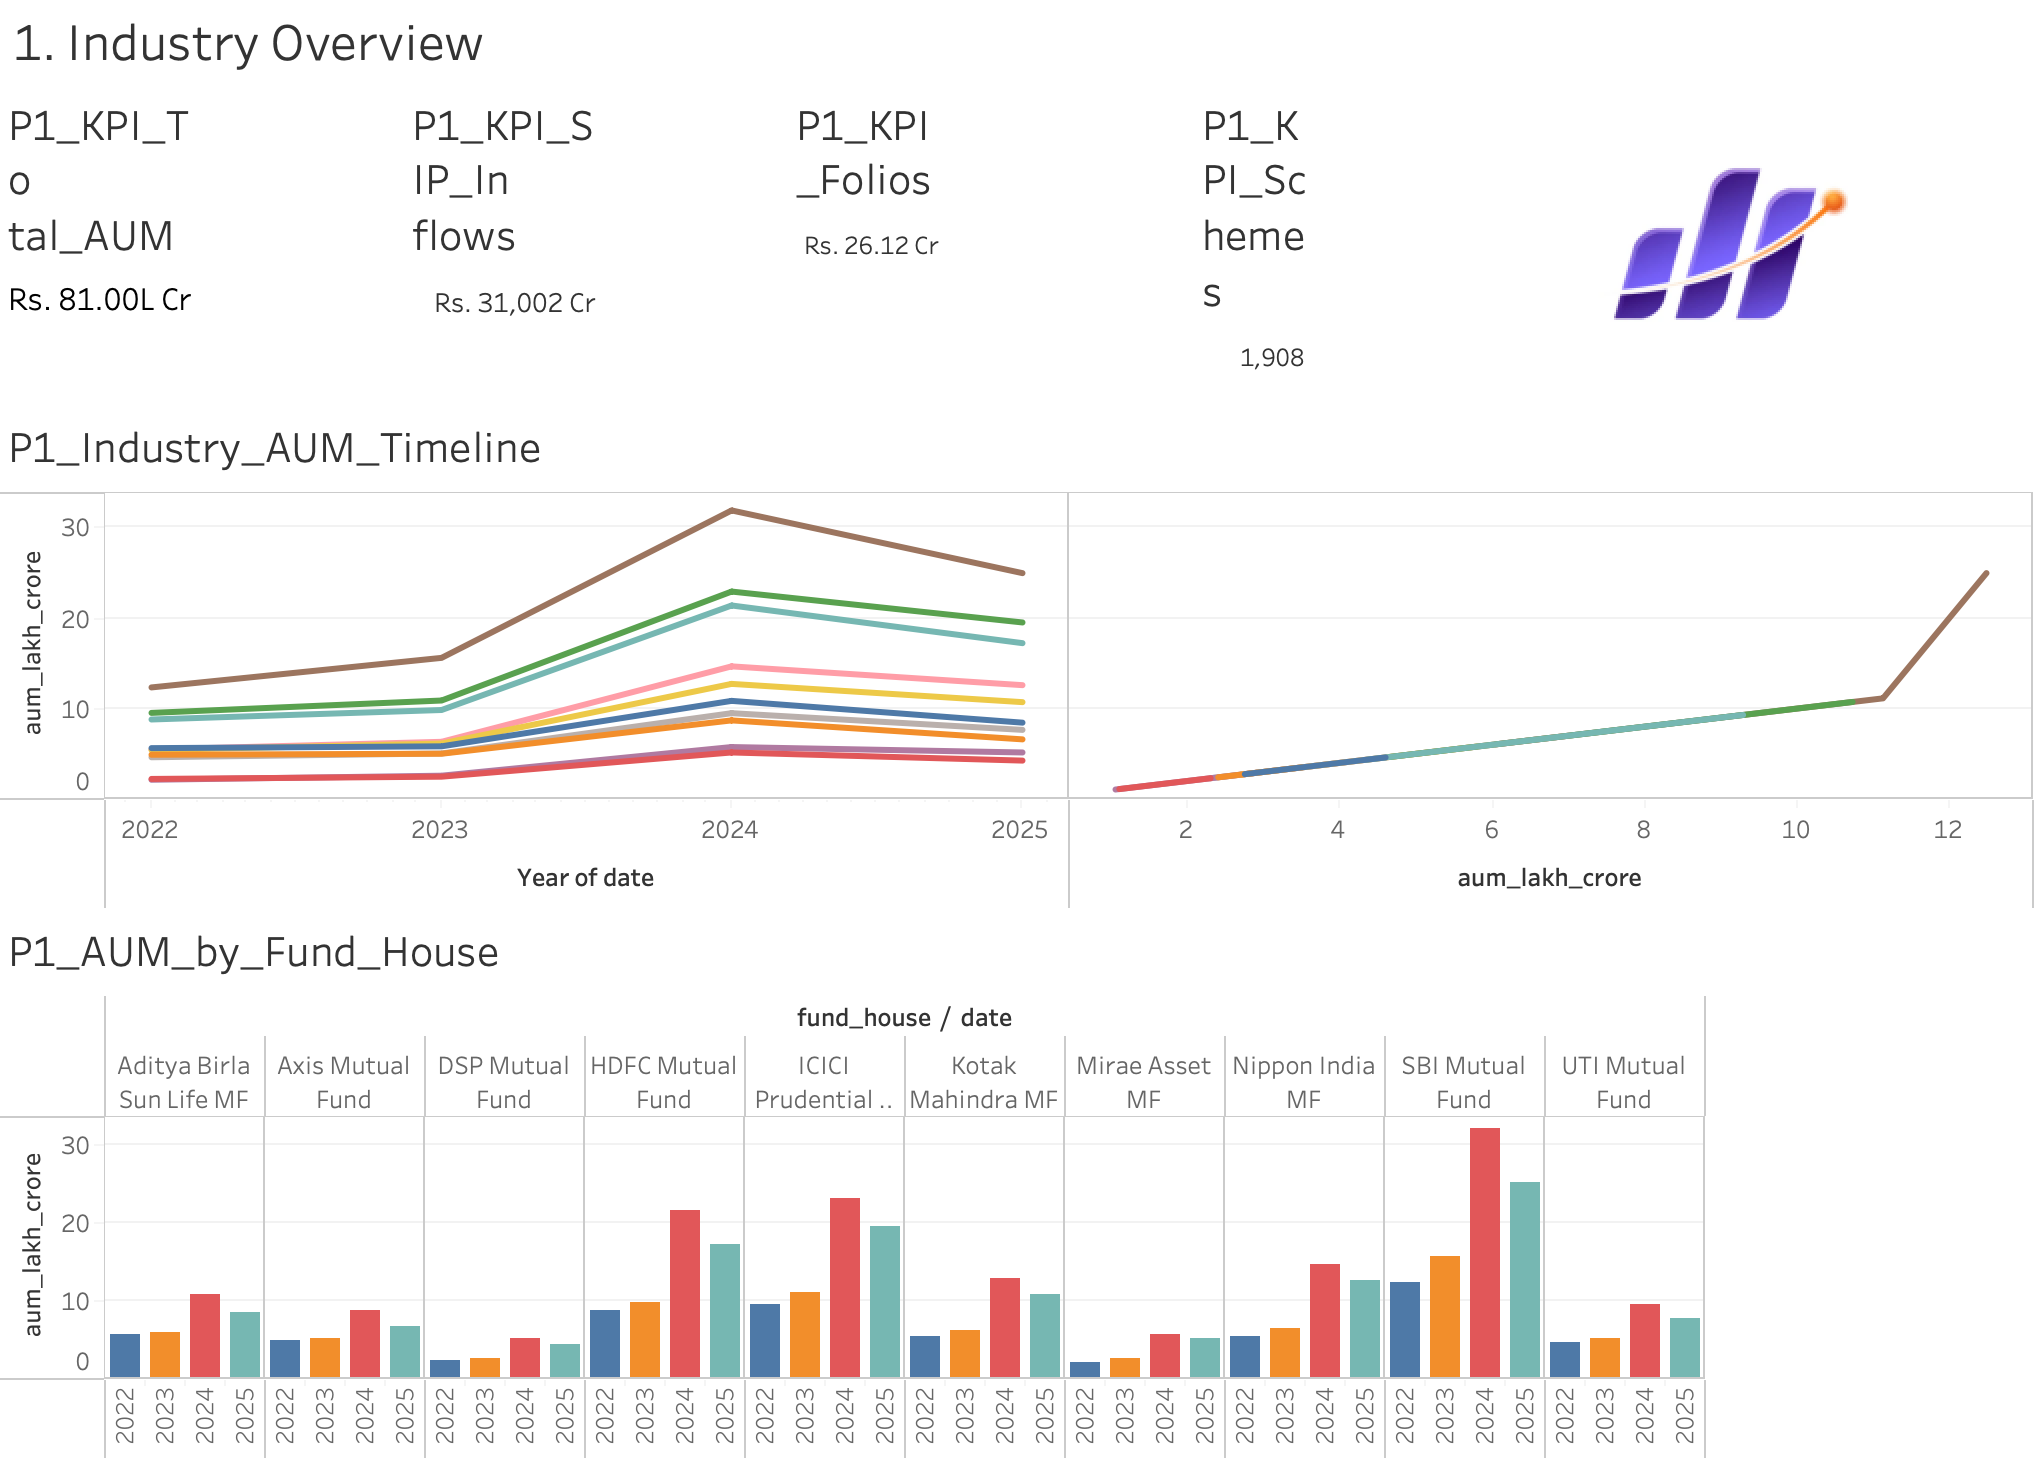 1. Industry Overview
P1_KPI_T
o
tal_AUM
Rs. 81.00L Cr
P1_KPI_S
IP_In
flows
Rs. 31,002 Cr
P1_KPI
_Folios
Rs. 26.12 Cr
P1_K
PI_Sc
heme
s
1,908
P1_Industry_AUM_Timeline
aum_lakh_crore
30
20
10
0
2022 2023 2024 2025
Year of date
2 4 6 8 10 12
aum_lakh_crore
P1_AUM_by_Fund_House
fund_house / date
Aditya Birla
Sun Life MF
Axis Mutual
Fund
DSP Mutual
Fund
HDFC Mutual
Fund
ICICI
Prudential ..
Kotak
Mahindra MF
Mirae Asset
MF
Nippon India
MF
SBI Mutual
Fund
UTI Mutual
Fund
aum_lakh_crore
30
20
10
0
2022 2023 2024 2025 2022 2023 2024 2025 2022 2023 2024 2025 2022 2023 2024 2025 2022 2023 2024 2025 2022 2023 2024 2025 2022 2023 2024 2025 2022 2023 2024 2025 2022 2023 2024 2025 2022 2023 2024 2025